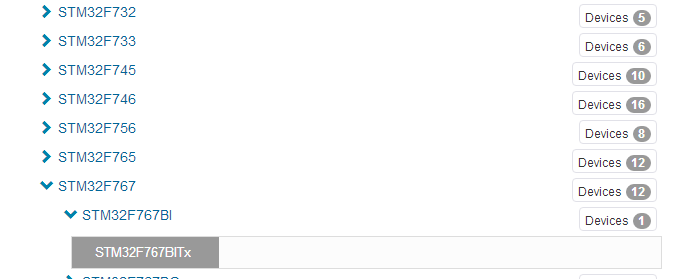 STM32F732 Devices 5
STM32F733 Devices 6
STM32F745 Devices 10
STM32F746 Devices 16
STM32F756 Devices 8
STM32F765 Devices 12
STM32F767 Devices 12
STM32F767BI Devices 1
STM32F767BITx